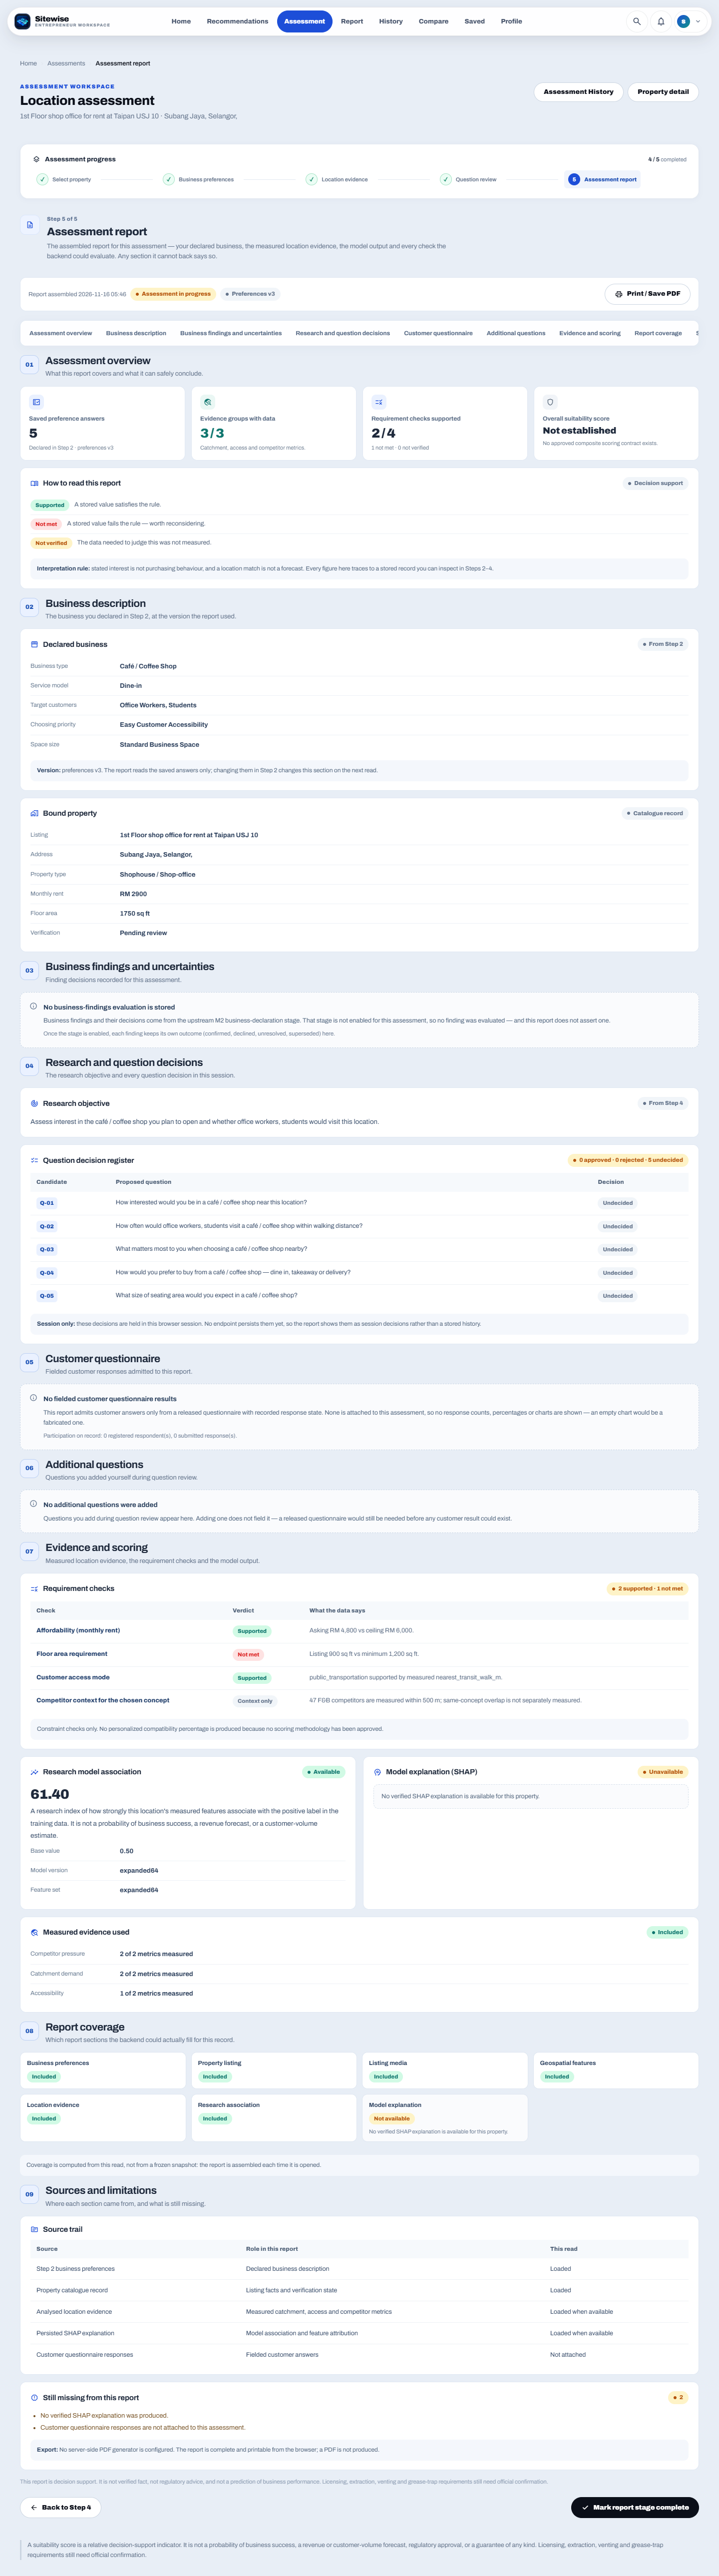 Sitewise
ENTREPRENEUR WORKSPACE
Home Recommendations Assessment Report History Compare Saved Profile
Home Assessments Assessment report
ASSESSMENT WORKSPACE
Location assessment
1st Floor shop office for rent at Taipan USJ 10 · Subang Jaya, Selangor,
Assessment History Property detail
Assessment progress
4 / 5 completed
Select property Business preferences Location evidence Question review 5 Assessment report
Step 5 of 5
Assessment report
The assembled report for this assessment — your declared business, the measured location evidence, the model output and every check the
backend could evaluate. Any section it cannot back says so.
Report assembled 2026-11-16 05:46 Assessment in progress Preferences v3 Print / Save PDF
Assessment overview Business description Business findings and uncertainties Research and question decisions Customer questionnaire Additional questions Evidence and scoring Report coverage S
01 Assessment overview
What this report covers and what it can safely conclude.
Saved preference answers
5
Declared in Step 2 · preferences v3
Evidence groups with data
3/3
Catchment, access and competitor metrics
Requirement checks supported
2/4
1 not met · 0 not verified
Overall suitability score
Not established
No approved composite scoring contract exists.
How to read this report
Decision support
Supported A stored value satisfies the rule.
Not met A stored value fails the rule — worth reconsidering.
Not verified The data needed to judge this was not measured.
Interpretation rule: stated interest is not purchasing behaviour, and a location match is not a forecast. Every figure here traces to a stored record you can inspect in Steps 2–4.
02 Business description
The business you declared in Step 2, at the version the report used.
Declared business
From Step 2
Business type Café / Coffee Shop
Service model Dine-in
Target customers Office Workers, Students
Choosing priority Easy Customer Accessibility
Space size Standard Business Space
Version: preferences v3. The report reads the saved answers only; changing them in Step 2 changes this section on the next read.
Bound property
Catalogue record
Listing 1st Floor shop office for rent at Taipan USJ 10
Address Subang Jaya, Selangor,
Property type Shophouse / Shop-office
Monthly rent RM 2900
Floor area 1750 sq ft
Verification Pending review
03 Business findings and uncertainties
Finding decisions recorded for this assessment.
No business-findings evaluation is stored
Business findings and their decisions come from the upstream M2 business-declaration stage. That stage is not enabled for this assessment, so no finding was evaluated — and this report does not assert one.
Once the stage is enabled, each finding keeps its own outcome (confirmed, declined, unresolved, superseded) here.
04 Research and question decisions
The research objective and every question decision in this session.
Research objective
From Step 4
Assess interest in the café / coffee shop you plan to open and whether office workers, students would visit this location.
Question decision register
0 approved · 0 rejected · 5 undecided
Candidate Proposed question Decision
Q-01 How interested would you be in a café / coffee shop near this location? Undecided
Q-02 How often would office workers, students visit a café / coffee shop within walking distance? Undecided
Q-03 What matters most to you when choosing a café / coffee shop nearby? Undecided
Q-04 How would you prefer to buy from a café / coffee shop — dine in, takeaway or delivery? Undecided
Q-05 What size of seating area would you expect in a café / coffee shop? Undecided
Session only: these decisions are held in this browser session. No endpoint persists them yet, so the report shows them as session decisions rather than a stored history.
05 Customer questionnaire
Fielded customer responses admitted to this report.
No fielded customer questionnaire results
This report admits customer answers only from a released questionnaire with recorded response state. None is attached to this assessment, so no response counts, percentages or charts are shown — an empty chart would be a
fabricated one.
Participation on record: 0 registered respondent(s), 0 submitted response(s).
06 Additional questions
Questions you added yourself during question review.
No additional questions were added
Questions you add during question review appear here. Adding one does not field it — a released questionnaire would still be needed before any customer result could exist.
07 Evidence and scoring
Measured location evidence, the requirement checks and the model output.
Requirement checks
2 supported · 1 not met
Check Verdict What the data says
Affordability (monthly rent) Supported Asking RM 4,800 vs ceiling RM 6,000.
Floor area requirement Not met Listing 900 sq ft vs minimum 1,200 sq ft.
Customer access mode Supported public_transportation supported by measured nearest_transit_walk_m.
Competitor context for the chosen concept Context only 47 F&B competitors are measured within 500 m; same-concept overlap is not separately measured.
Constraint checks only. No personalized compatibility percentage is produced because no scoring methodology has been approved.
Research model association
Available
61.40
A research index of how strongly this location's measured features associate with the positive label in the
training data. It is not a probability of business success, a revenue forecast, or a customer-volume
estimate.
Base value 0.50
Model version expanded64
Feature set expanded64
Model explanation (SHAP)
Unavailable
No verified SHAP explanation is available for this property.
Measured evidence used
Included
Competitor pressure 2 of 2 metrics measured
Catchment demand 2 of 2 metrics measured
Accessibility 1 of 2 metrics measured
08 Report coverage
Which report sections the backend could actually fill for this record.
Business preferences
Included
Property listing
Included
Listing media
Included
Geospatial features
Included
Location evidence
Included
Research association
Included
Model explanation
Not available
No verified SHAP explanation is available for this property.
Coverage is computed from this read, not from a frozen snapshot: the report is assembled each time it is opened.
09 Sources and limitations
Where each section came from, and what is still missing.
Source trail
Source Role in this report This read
Step 2 business preferences Declared business description Loaded
Property catalogue record Listing facts and verification state Loaded
Analysed location evidence Measured catchment, access and competitor metrics Loaded when available
Persisted SHAP explanation Model association and feature attribution Loaded when available
Customer questionnaire responses Fielded customer answers Not attached
Still missing from this report
2
No verified SHAP explanation was produced.
Customer questionnaire responses are not attached to this assessment.
Export: No server-side PDF generator is configured. The report is complete and printable from the browser; a PDF is not produced.
This report is decision support. It is not verified fact, not regulatory advice, and not a prediction of business performance. Licensing, extraction, venting and grease-trap requirements still need official confirmation.
Back to Step 4 Mark report stage complete
A suitability score is a relative decision-support indicator. It is not a probability of business success, a revenue or customer-volume forecast, regulatory approval, or a guarantee of any kind. Licensing, extraction, venting and grease-trap
requirements still need official confirmation.